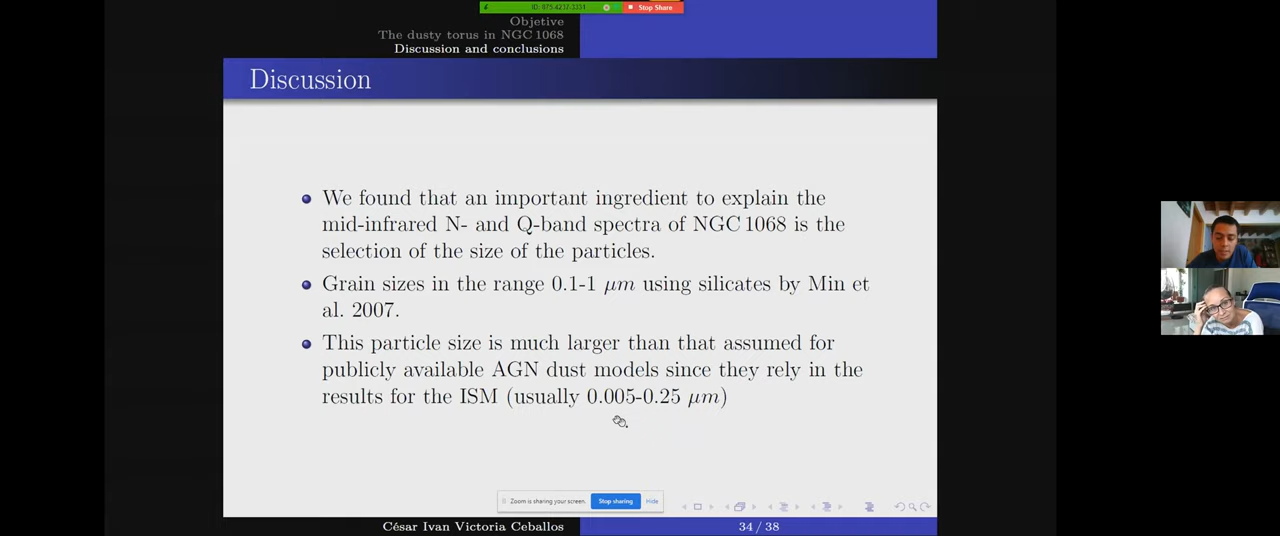 ID: 975-4237-3331
Stop Share
Objetive
The dusty torus in NGC 1068
Discussion and conclusions
Discussion
We found that an important ingredient to explain the
mid-infrared N- and Q-band spectra of NGC 1068 is the
selection of the size of the particles.
Grain sizes in the range 0.1-1 μm using silicates by Min et
al. 2007.
This particle size is much larger than that assumed for
publicly available AGN dust models since they rely in the
results for the ISM (usually 0.005-0.25 μm)
Zoom is sharing your screen. Stop sharing Hide
César Ivan Victoria Ceballos 34 / 38